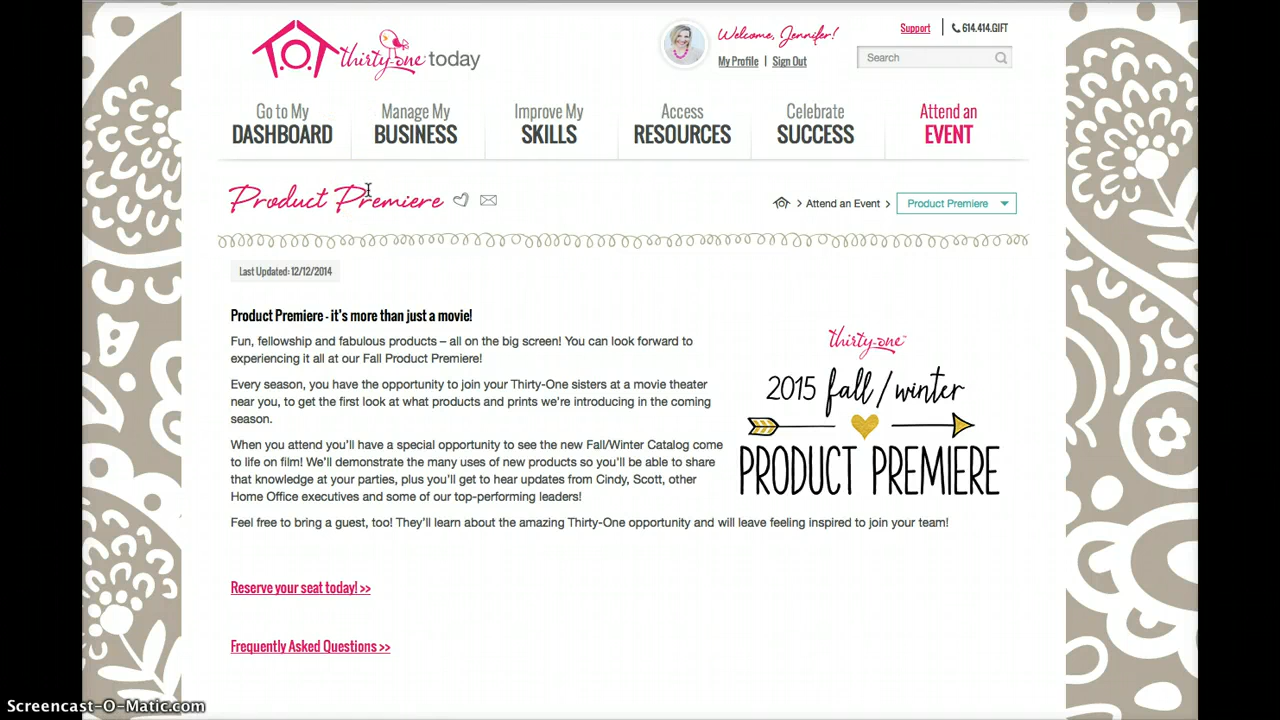 thirty-one today
Welcome, Jennifer!
My Profile | Sign Out
Support
614.414.GIFT
Search
Go to My
DASHBOARD
Manage My
BUSINESS
Improve My
SKILLS
Access
RESOURCES
Celebrate
SUCCESS
Attend an
EVENT
Product Premiere
> Attend an Event > Product Premiere
Last Updated: 12/12/2014
Product Premiere - it's more than just a movie!
Fun, fellowship and fabulous products – all on the big screen! You can look forward to
experiencing it all at our Fall Product Premiere!
Every season, you have the opportunity to join your Thirty-One sisters at a movie theater
near you, to get the first look at what products and prints we're introducing in the coming
season.
When you attend you'll have a special opportunity to see the new Fall/Winter Catalog come
to life on film! We'll demonstrate the many uses of new products so you'll be able to share
that knowledge at your parties, plus you'll get to hear updates from Cindy, Scott, other
Home Office executives and some of our top-performing leaders!
Feel free to bring a guest, too! They'll learn about the amazing Thirty-One opportunity and will leave feeling inspired to join your team!
thirty-one™
2015 fall/winter
PRODUCT PREMIERE
Reserve your seat today! >>
Frequently Asked Questions >>
Screencast-O-Matic.com